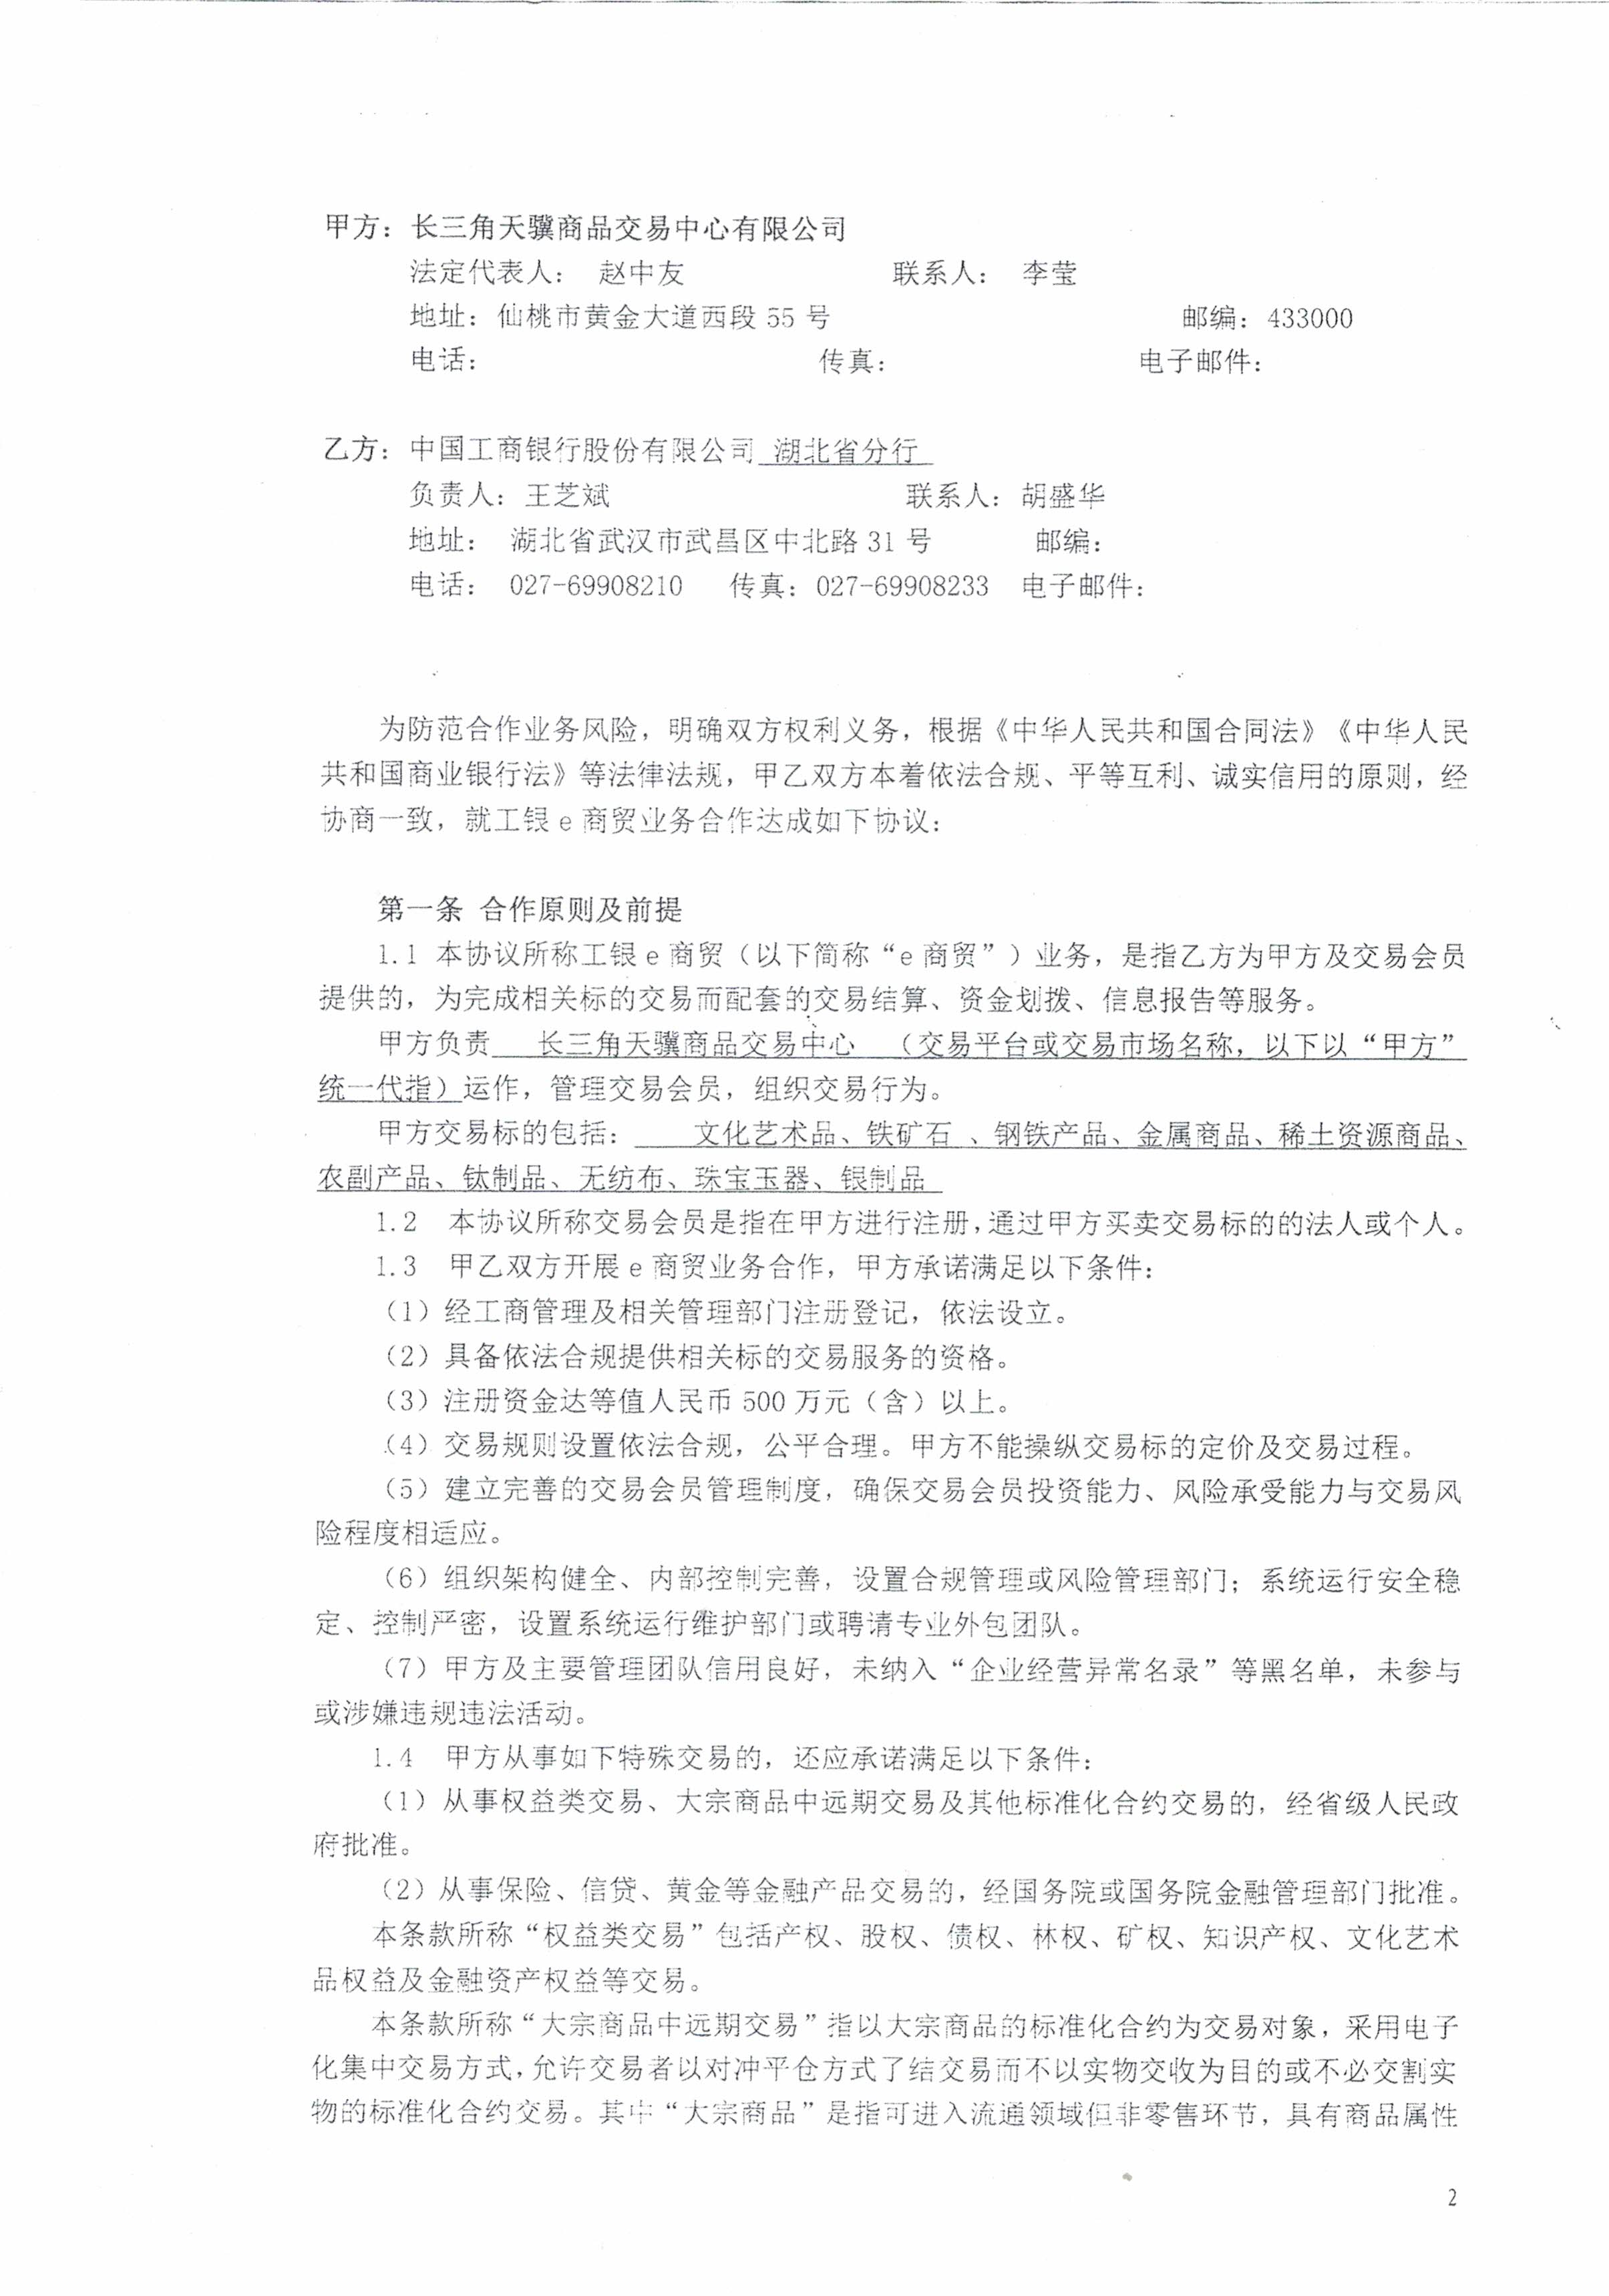 甲方：长三角天骥商品交易中心有限公司
法定代表人： 赵中友 联系人： 李莹
地址：仙桃市黄金大道西段 55 号 邮编：433000
电话： 传真： 电子邮件：
乙方：中国工商银行股份有限公司 湖北省分行
负责人：王芝斌 联系人：胡盛华
地址： 湖北省武汉市武昌区中北路 31 号 邮编：
电话： 027-69908210 传真：027-69908233 电子邮件：
为防范合作业务风险，明确双方权利义务，根据《中华人民共和国合同法》《中华人民
共和国商业银行法》等法律法规，甲乙双方本着依法合规、平等互利、诚实信用的原则，经
协商一致，就工银 e 商贸业务合作达成如下协议：
第一条 合作原则及前提
1.1 本协议所称工银 e 商贸（以下简称“e 商贸”）业务，是指乙方为甲方及交易会员
提供的，为完成相关标的交易而配套的交易结算、资金划拨、信息报告等服务。
甲方负责 长三角天骥商品交易中心 （交易平台或交易市场名称，以下以“甲方”
统一代指）运作，管理交易会员，组织交易行为。
甲方交易标的包括： 文化艺术品、铁矿石 、钢铁产品、金属商品、稀土资源商品、
农副产品、钛制品、无纺布、珠宝玉器、银制品
1.2 本协议所称交易会员是指在甲方进行注册，通过甲方买卖交易标的的法人或个人。
1.3 甲乙双方开展 e 商贸业务合作，甲方承诺满足以下条件：
（1）经工商管理及相关管理部门注册登记，依法设立。
（2）具备依法合规提供相关标的交易服务的资格。
（3）注册资金达等值人民币 500 万元（含）以上。
（4）交易规则设置依法合规，公平合理。甲方不能操纵交易标的定价及交易过程。
（5）建立完善的交易会员管理制度，确保交易会员投资能力、风险承受能力与交易风
险程度相适应。
（6）组织架构健全、内部控制完善，设置合规管理或风险管理部门；系统运行安全稳
定、控制严密，设置系统运行维护部门或聘请专业外包团队。
（7）甲方及主要管理团队信用良好，未纳入“企业经营异常名录”等黑名单，未参与
或涉嫌违规违法活动。
1.4 甲方从事如下特殊交易的，还应承诺满足以下条件：
（1）从事权益类交易、大宗商品中远期交易及其他标准化合约交易的，经省级人民政
府批准。
（2）从事保险、信贷、黄金等金融产品交易的，经国务院或国务院金融管理部门批准。
本条款所称“权益类交易”包括产权、股权、债权、林权、矿权、知识产权、文化艺术
品权益及金融资产权益等交易。
本条款所称“大宗商品中远期交易”指以大宗商品的标准化合约为交易对象，采用电子
化集中交易方式，允许交易者以对冲平仓方式了结交易而不以实物交收为目的或不必交割实
物的标准化合约交易。其中“大宗商品”是指可进入流通领域但非零售环节，具有商品属性
2